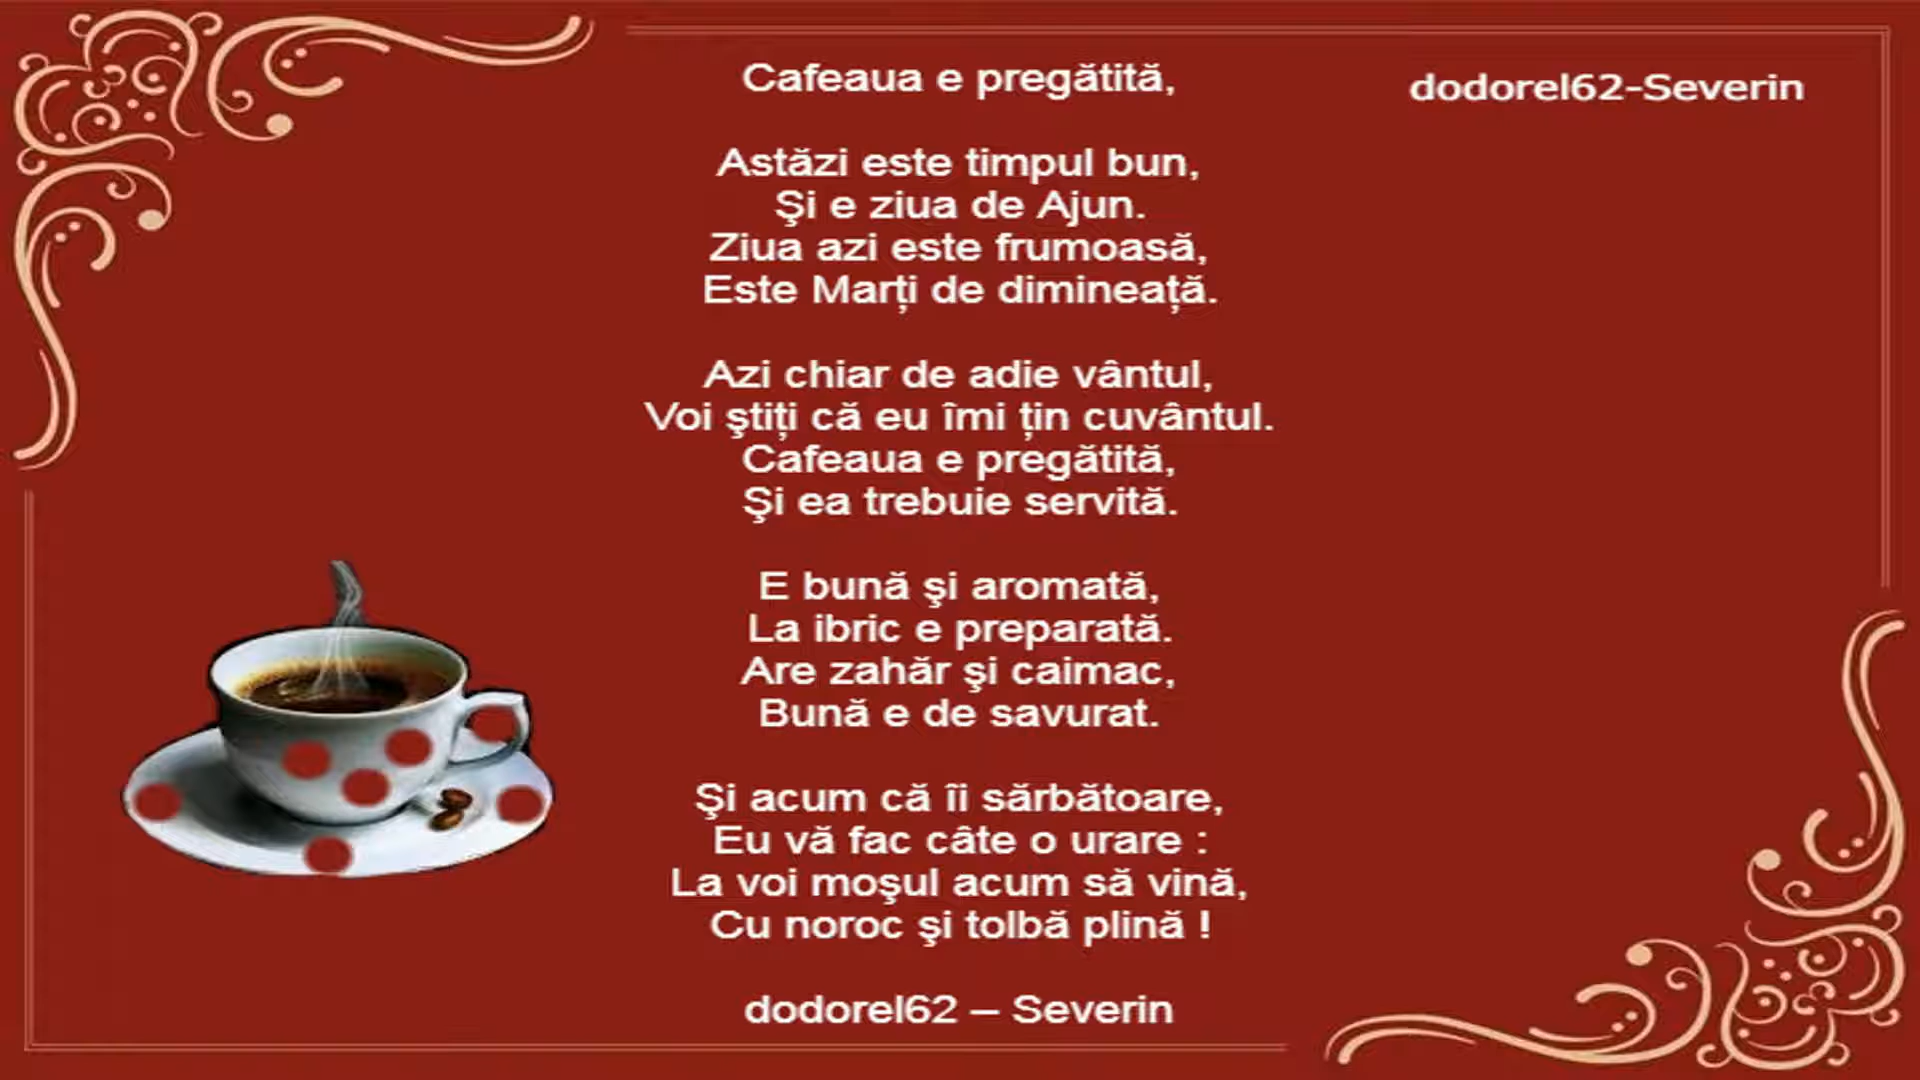 Cafeaua e pregătită,
dodorel62-Severin
Astăzi este timpul bun,
Şi e ziua de Ajun.
Ziua azi este frumoasă,
Este Marți de dimineață.
Azi chiar de adie vântul,
Voi ştiți că eu îmi țin cuvântul.
Cafeaua e pregătită,
Şi ea trebuie servită.
E bună şi aromată,
La ibric e preparată.
Are zahăr şi caimac,
Bună e de savurat.
Şi acum că îi sărbătoare,
Eu vă fac câte o urare :
La voi moşul acum să vină,
Cu noroc şi tolbă plină !
dodorel62 – Severin